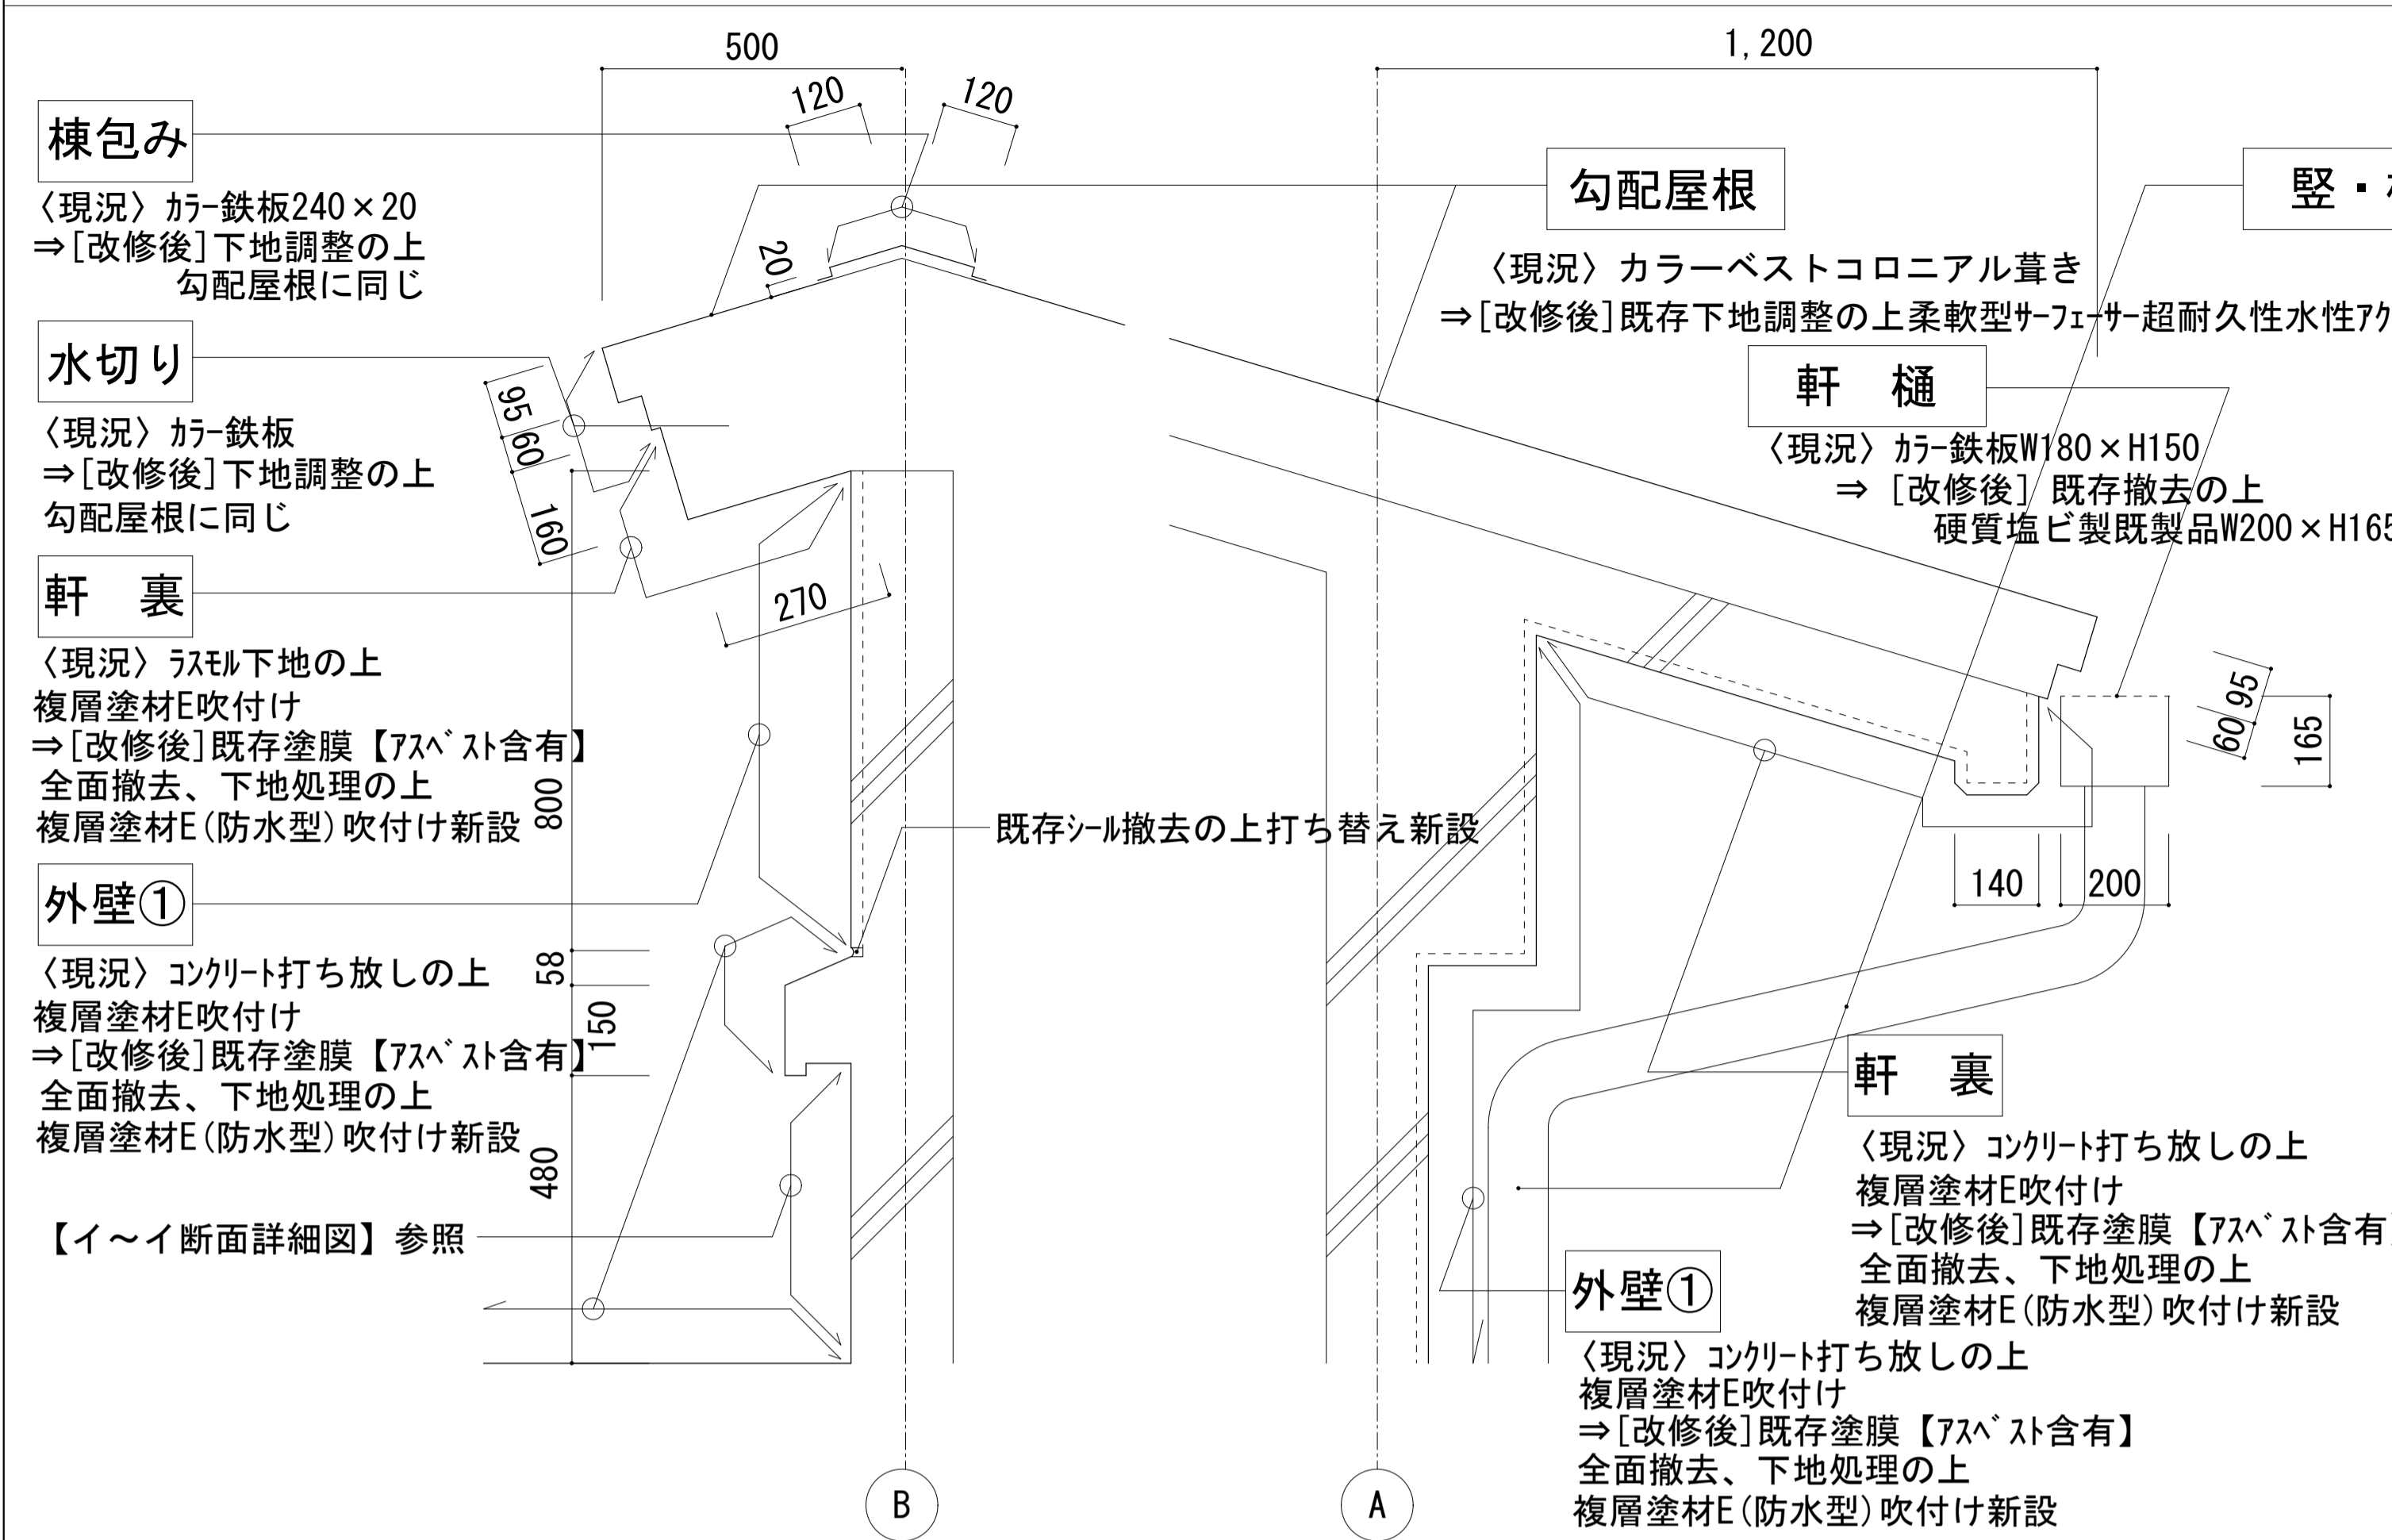 500
1,200
120
120
棟包み
〈現況〉ｶﾗｰ鉄板240×20
⇒[改修後]下地調整の上
勾配屋根に同じ
20
勾配屋根
〈現況〉カラーベストコロニアル葺き
⇒[改修後]既存下地調整の上柔軟型ｻｰﾌｪｰｻｰ超耐久性水性ｱｸ
竪・
水切り
〈現況〉ｶﾗｰ鉄板
⇒[改修後]下地調整の上
勾配屋根に同じ
95
60
160
軒　樋
〈現況〉ｶﾗｰ鉄板W180×H150
⇒ [改修後] 既存撤去の上
硬質塩ビ製既製品W200×H165
軒　裏
〈現況〉ﾗｽﾓﾙ下地の上
複層塗材E吹付け
⇒[改修後]既存塗膜【ｱｽﾍﾞｽﾄ含有】
全面撤去、下地処理の上
複層塗材E(防水型)吹付け新設
270
800
既存ｼｰﾙ撤去の上打ち替え新設
95
60
165
140
200
外壁①
〈現況〉ｺﾝｸﾘｰﾄ打ち放しの上
複層塗材E吹付け
⇒[改修後]既存塗膜【ｱｽﾍﾞｽﾄ含有】
全面撤去、下地処理の上
複層塗材E(防水型)吹付け新設
58
150
480
【イ～イ断面詳細図】参照
軒　裏
〈現況〉ｺﾝｸﾘｰﾄ打ち放しの上
複層塗材E吹付け
⇒[改修後]既存塗膜【ｱｽﾍﾞｽﾄ含有】
全面撤去、下地処理の上
複層塗材E(防水型)吹付け新設
外壁①
〈現況〉ｺﾝｸﾘｰﾄ打ち放しの上
複層塗材E吹付け
⇒[改修後]既存塗膜【ｱｽﾍﾞｽﾄ含有】
全面撤去、下地処理の上
複層塗材E(防水型)吹付け新設
B
A